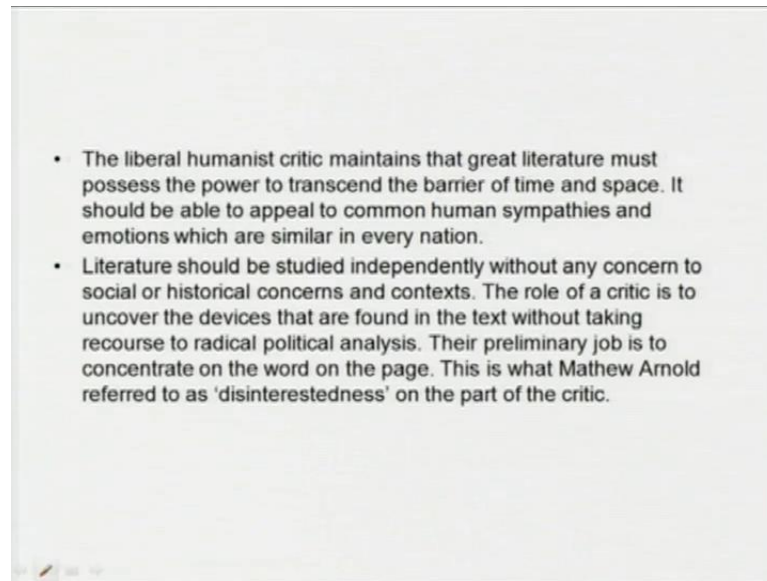 • The liberal humanist critic maintains that great literature must
possess the power to transcend the barrier of time and space. It
should be able to appeal to common human sympathies and
emotions which are similar in every nation.
• Literature should be studied independently without any concern to
social or historical concerns and contexts. The role of a critic is to
uncover the devices that are found in the text without taking
recourse to radical political analysis. Their preliminary job is to
concentrate on the word on the page. This is what Mathew Arnold
referred to as 'disinterestedness' on the part of the critic.